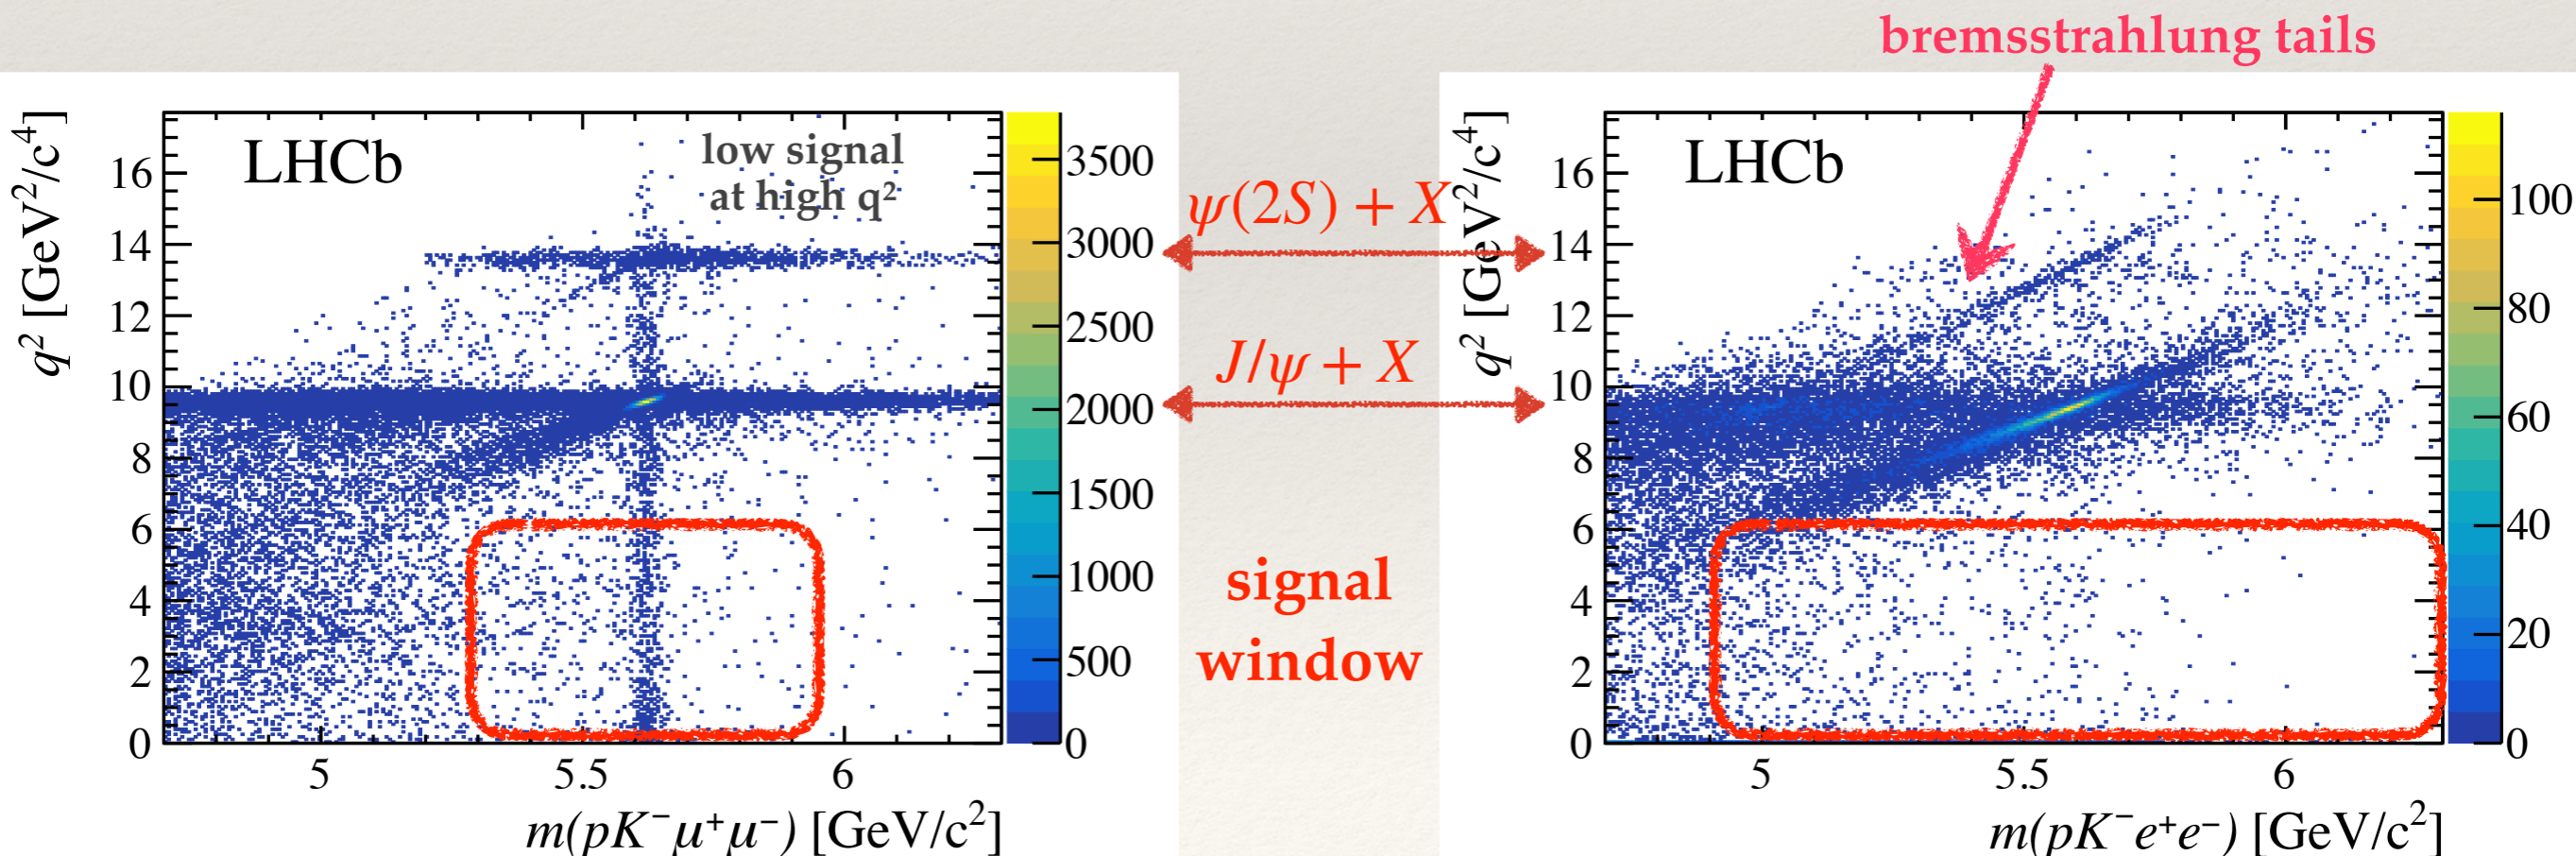 bremsstrahlung tails
q² [GeV²/c⁴]
LHCb
low signal
at high q²
16
14
12
10
8
6
4
2
0
5
5.5
6
m(pK⁻μ⁺μ⁻) [GeV/c²]
3500
3000
2500
2000
1500
1000
500
0
ψ(2S) + X
J/ψ + X
signal
window
q² [GeV²/c⁴]
LHCb
16
14
12
10
8
6
4
2
0
5
5.5
6
m(pK⁻e⁺e⁻) [GeV/c²]
100
80
60
40
20
0